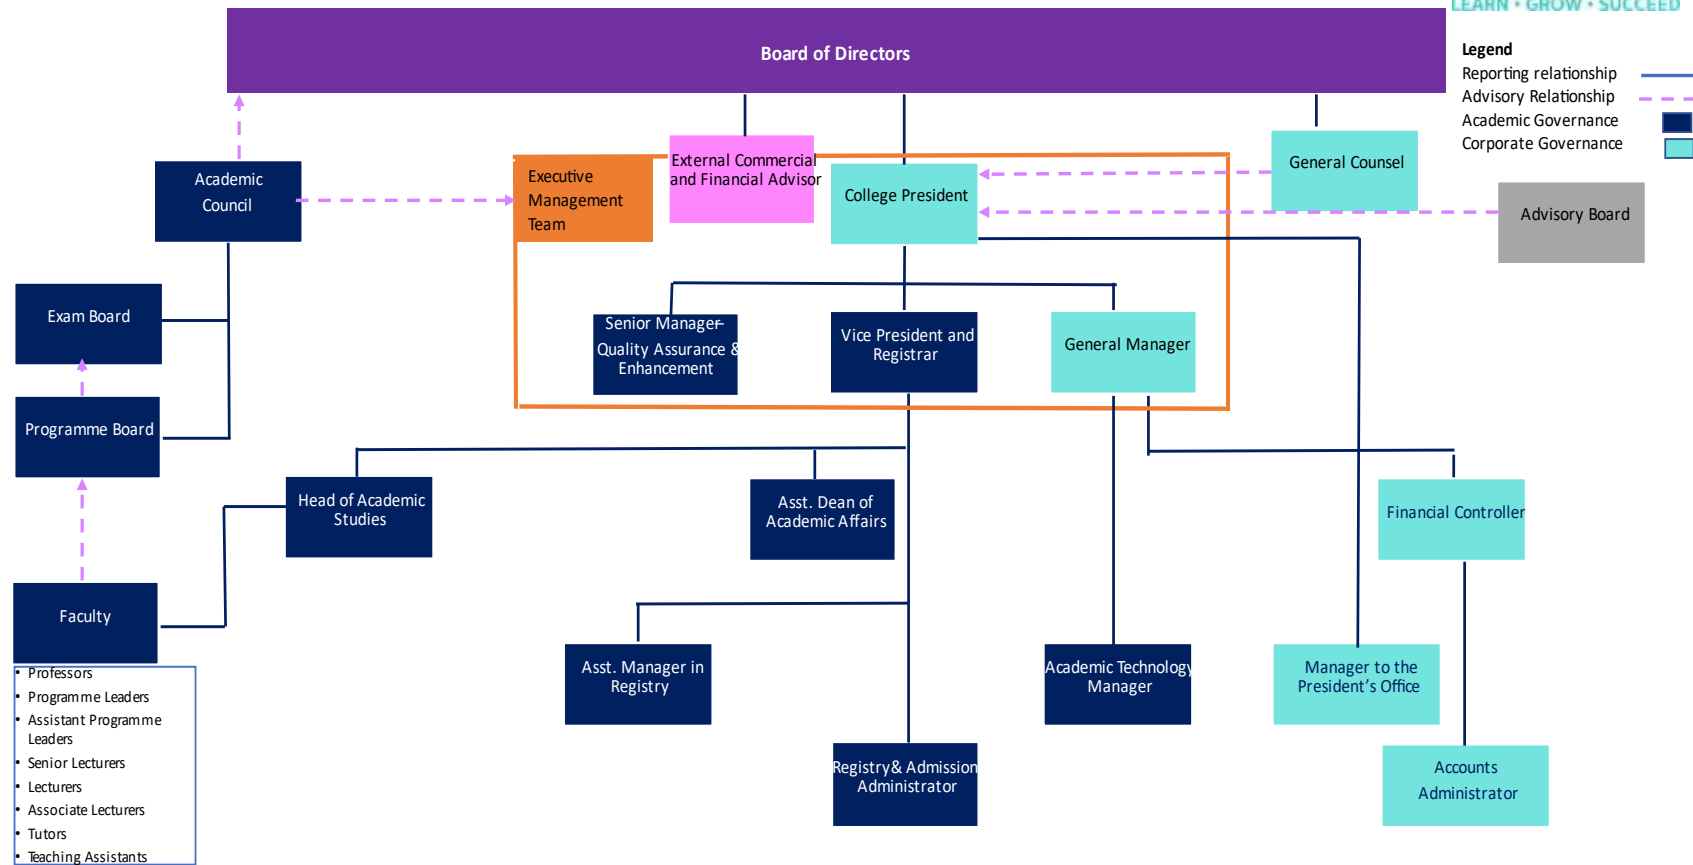 LEARN • GROW • SUCCEED
Board of Directors
Legend
Reporting relationship
Advisory Relationship
Academic Governance
Corporate Governance
Academic
Council
Executive
Management
Team
External Commercial
and Financial Advisor
College President
General Counsel
Advisory Board
Exam Board
Senior Manager–
Quality Assurance &
Enhancement
Vice President and
Registrar
General Manager
Programme Board
Head of Academic
Studies
Asst. Dean of
Academic Affairs
Financial Controller
Faculty
Asst. Manager in
Registry
Academic Technology
Manager
Manager to the
President’s Office
• Professors
• Programme Leaders
• Assistant Programme
Leaders
• Senior Lecturers
• Lecturers
• Associate Lecturers
• Tutors
• Teaching Assistants
Registry& Admission
Administrator
Accounts
Administrator